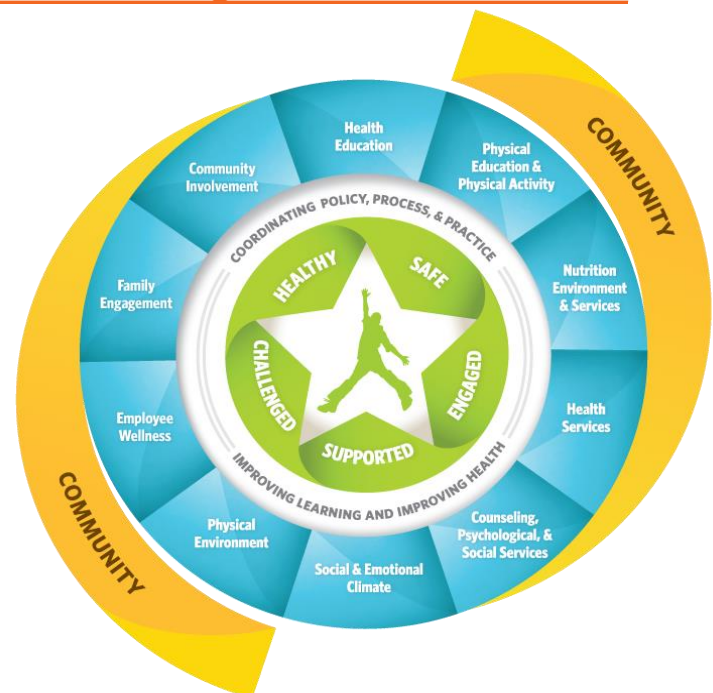 COMMUNITY
Health
Education
Physical
Education &
Physical Activity
Nutrition
Environment
& Services
Health
Services
Counseling,
Psychological, &
Social Services
Social & Emotional
Climate
Physical
Environment
Employee
Wellness
Family
Engagement
Community
Involvement
COORDINATING POLICY, PROCESS, & PRACTICE
IMPROVING LEARNING AND IMPROVING HEALTH
HEALTHY
SAFE
ENGAGED
SUPPORTED
CHALLENGED
COMMUNITY